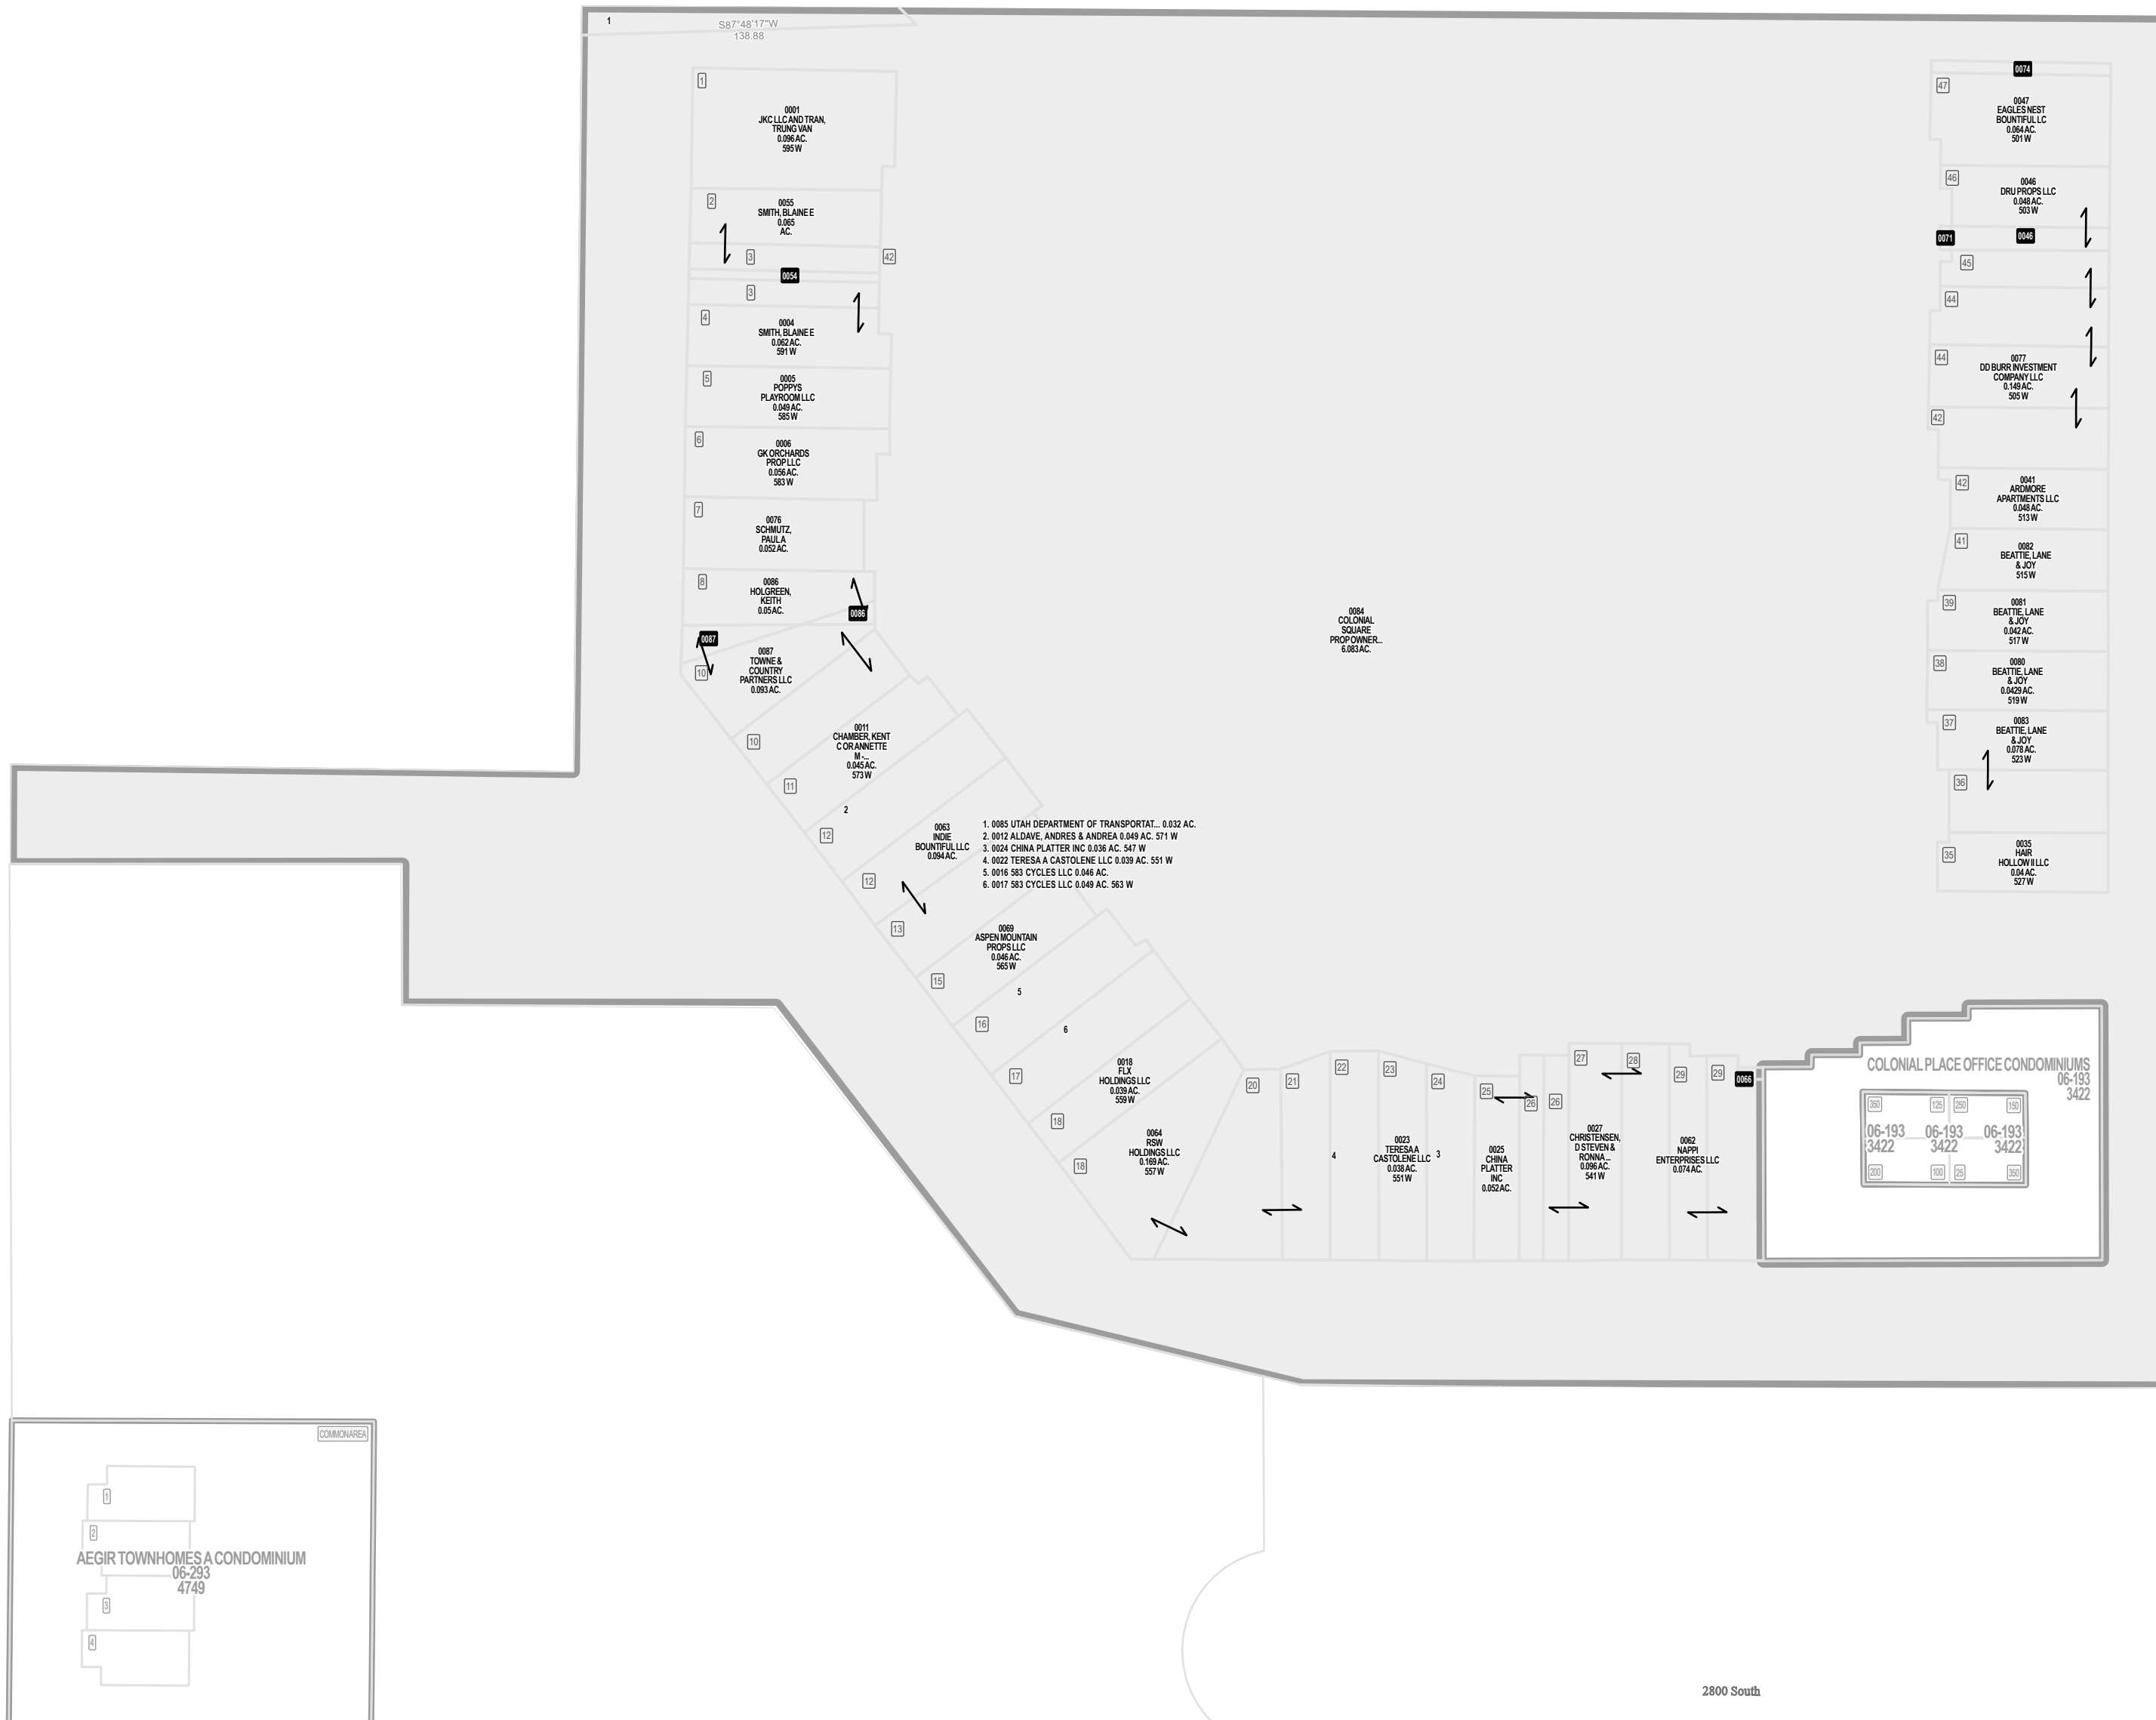 1
S87°48'17"W
138.88
1
0001
JKC LLC AND TRAN,
TRUNG VAN
0.096 AC.
595 W
2
0055
SMITH, BLAINE E
0.065
AC.
3
42
0054
3
4
0004
SMITH, BLAINE E
0.062 AC.
591 W
5
0005
POPPYS
PLAYROOM LLC
0.049 AC.
585 W
6
0006
GK ORCHARDS
PROP LLC
0.056 AC.
583 W
7
0076
SCHMUTZ,
PAUL A
0.052 AC.
8
0086
HOLGREEN,
KEITH
0.05 AC.
0086
0087
10
0087
TOWNE &
COUNTRY
PARTNERS LLC
0.093 AC.
10
0011
CHAMBER, KENT
C OR ANNETTE
M -...
0.045 AC.
573 W
11
2
12
0063
INDIE
BOUNTIFUL LLC
0.094 AC.
12
13
1. 0085 UTAH DEPARTMENT OF TRANSPORTAT... 0.032 AC.
2. 0012 ALDAVE, ANDRES & ANDREA 0.049 AC. 571 W
3. 0024 CHINA PLATTER INC 0.036 AC. 547 W
4. 0022 TERESA A CASTOLENE LLC 0.039 AC. 551 W
5. 0016 583 CYCLES LLC 0.046 AC.
6. 0017 583 CYCLES LLC 0.049 AC. 563 W
0069
ASPEN MOUNTAIN
PROPS LLC
0.046 AC.
565 W
15
5
16
6
17
0018
FLX
HOLDINGS LLC
0.039 AC.
559 W
18
0064
RSW
HOLDINGS LLC
0.169 AC.
557 W
18
0084
COLONIAL
SQUARE
PROP OWNER...
6.083 AC.
0074
47
0047
EAGLES NEST
BOUNTIFUL LC
0.064 AC.
501 W
46
0046
DRU PROPS LLC
0.048 AC.
503 W
0071
0046
45
44
44
0077
DD BURR INVESTMENT
COMPANY LLC
0.149 AC.
505 W
42
42
0041
ARDMORE
APARTMENTS LLC
0.048 AC.
513 W
41
0082
BEATTIE, LANE
& JOY
515 W
39
0081
BEATTIE, LANE
& JOY
0.042 AC.
517 W
38
0080
BEATTIE, LANE
& JOY
0.0429 AC.
519 W
37
0083
BEATTIE, LANE
& JOY
0.078 AC.
523 W
36
35
0035
HAIR
HOLLOW II LLC
0.04 AC.
527 W
20
21
22
23
24
25
26
26
27
28
29
29
0066
4
0023
TERESA A
CASTOLENE LLC
0.038 AC.
551 W
3
0025
CHINA
PLATTER
INC
0.052 AC.
0027
CHRISTENSEN,
D STEVEN &
RONNA ...
0.096 AC.
541 W
0062
NAPPI
ENTERPRISES LLC
0.074 AC.
COLONIAL PLACE OFFICE CONDOMINIUMS
06-193
3422
350 125 250 150
06-193 06-193 06-193
3422 3422 3422
200 100 25 350
COMMON AREA
1
2
AEGIR TOWNHOMES A CONDOMINIUM
06-293
4749
3
4
2800 South